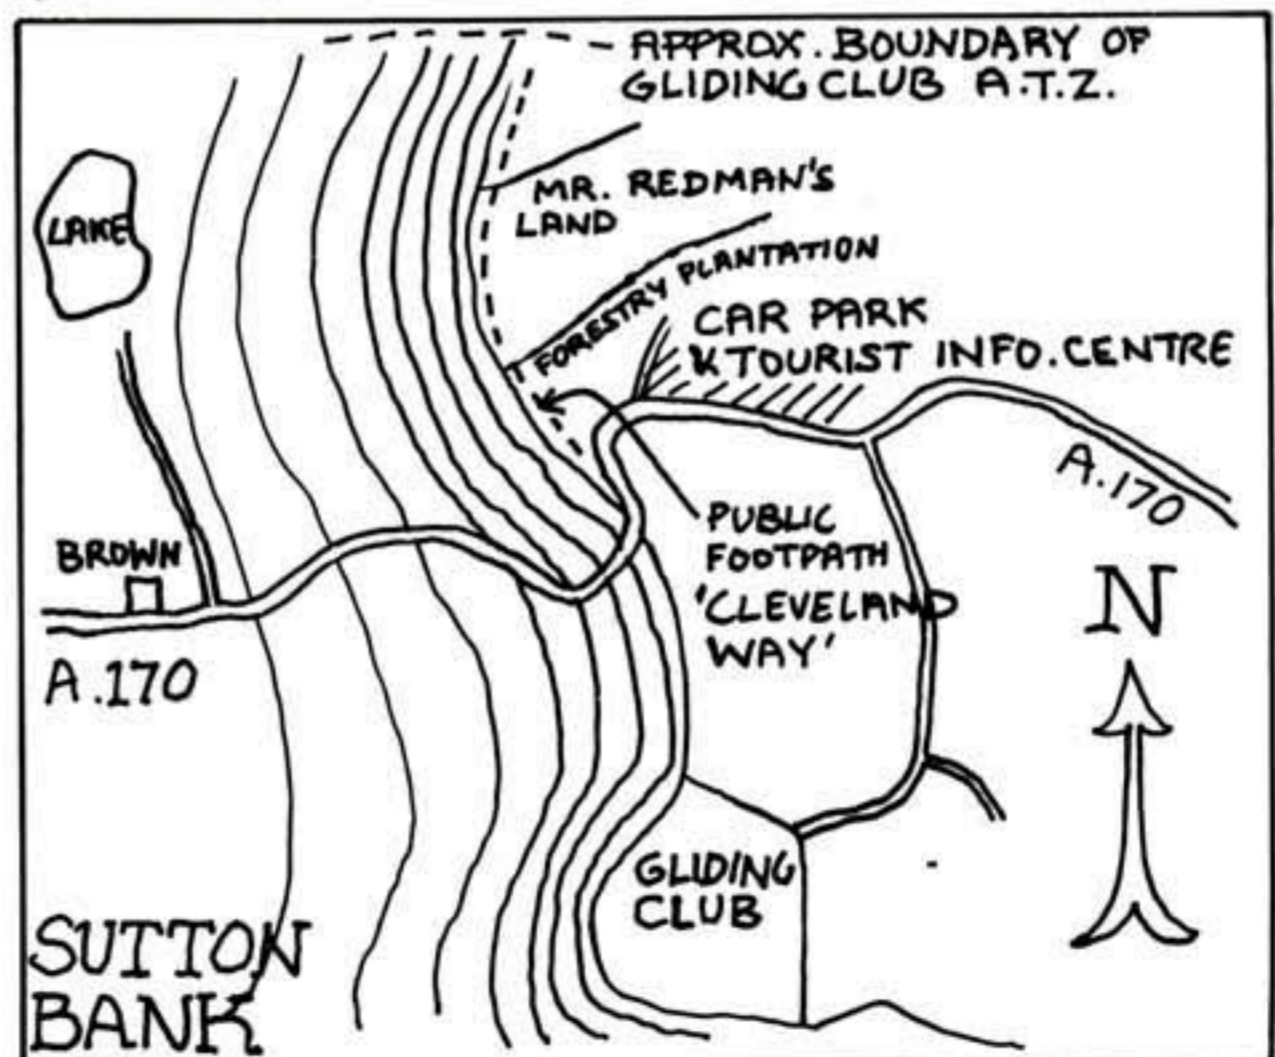 APPROX. BOUNDARY OF
GLIDING CLUB A.T.Z.
MR. REDMAN'S
LAND
LAKE
FORESTRY PLANTATION
CAR PARK
& TOURIST INFO. CENTRE
A.170
PUBLIC
FOOTPATH
'CLEVELAND
WAY'
BROWN
N
A.170
GLIDING
CLUB
SUTTON
BANK